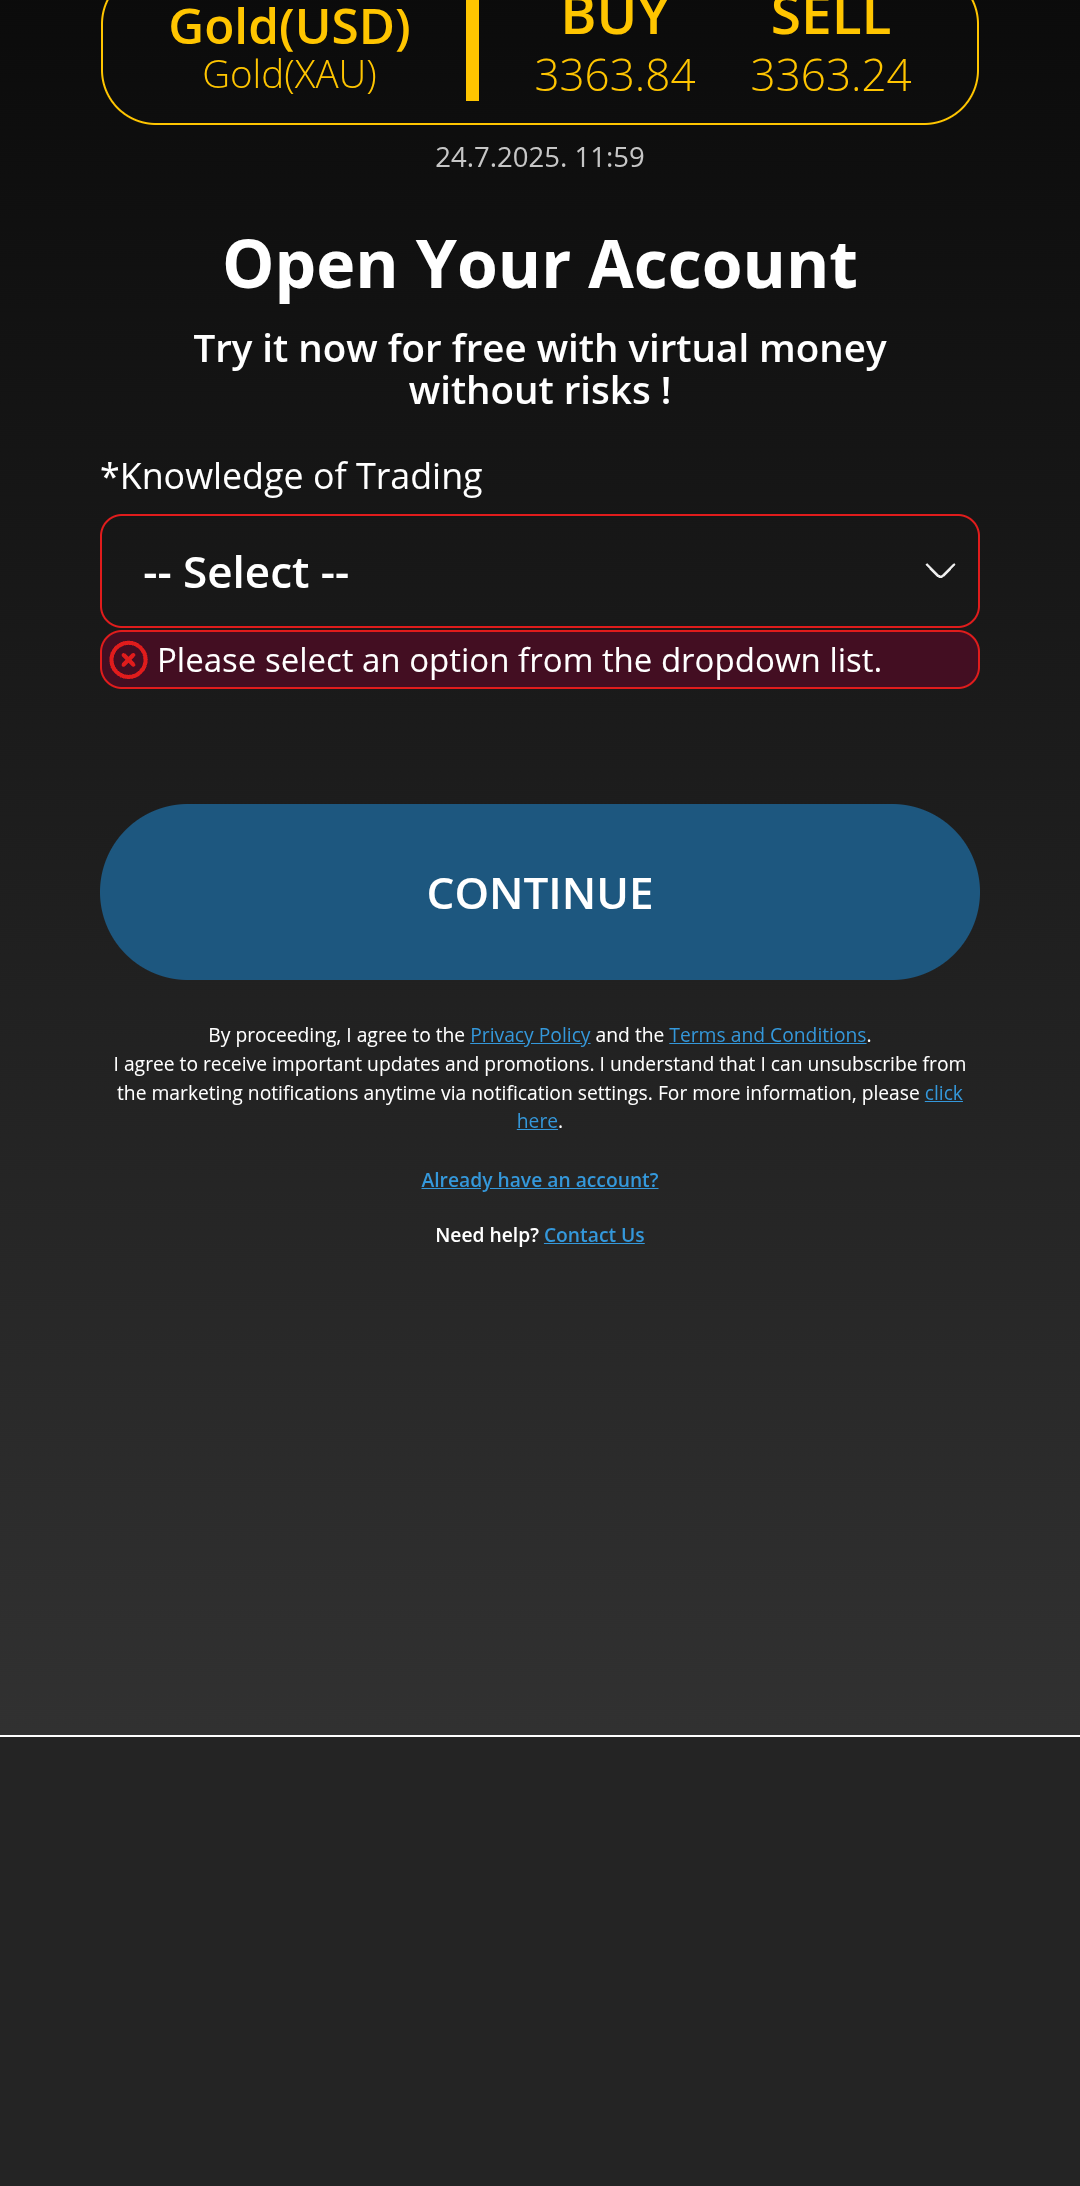 Gold(USD)
Gold(XAU)
BUY
3363.84
SELL
3363.24
24.7.2025. 11:59
Open Your Account
Try it now for free with virtual money
without risks !
*Knowledge of Trading
-- Select --
Please select an option from the dropdown list.
CONTINUE
By proceeding, I agree to the Privacy Policy and the Terms and Conditions.
I agree to receive important updates and promotions. I understand that I can unsubscribe from
the marketing notifications anytime via notification settings. For more information, please click
here.
Already have an account?
Need help? Contact Us